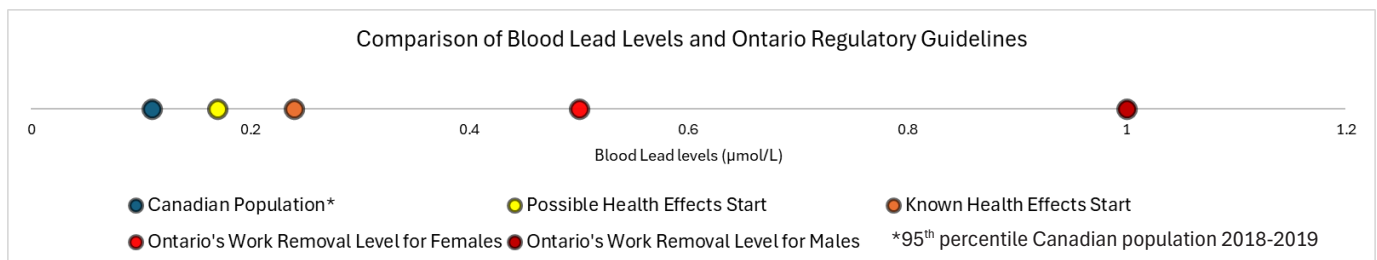 Comparison of Blood Lead Levels and Ontario Regulatory Guidelines
0 0.2 0.4 0.6 0.8 1 1.2
Blood Lead levels (µmol/L)
Canadian Population* Possible Health Effects Start Known Health Effects Start
Ontario's Work Removal Level for Females Ontario's Work Removal Level for Males *95th percentile Canadian population 2018-2019